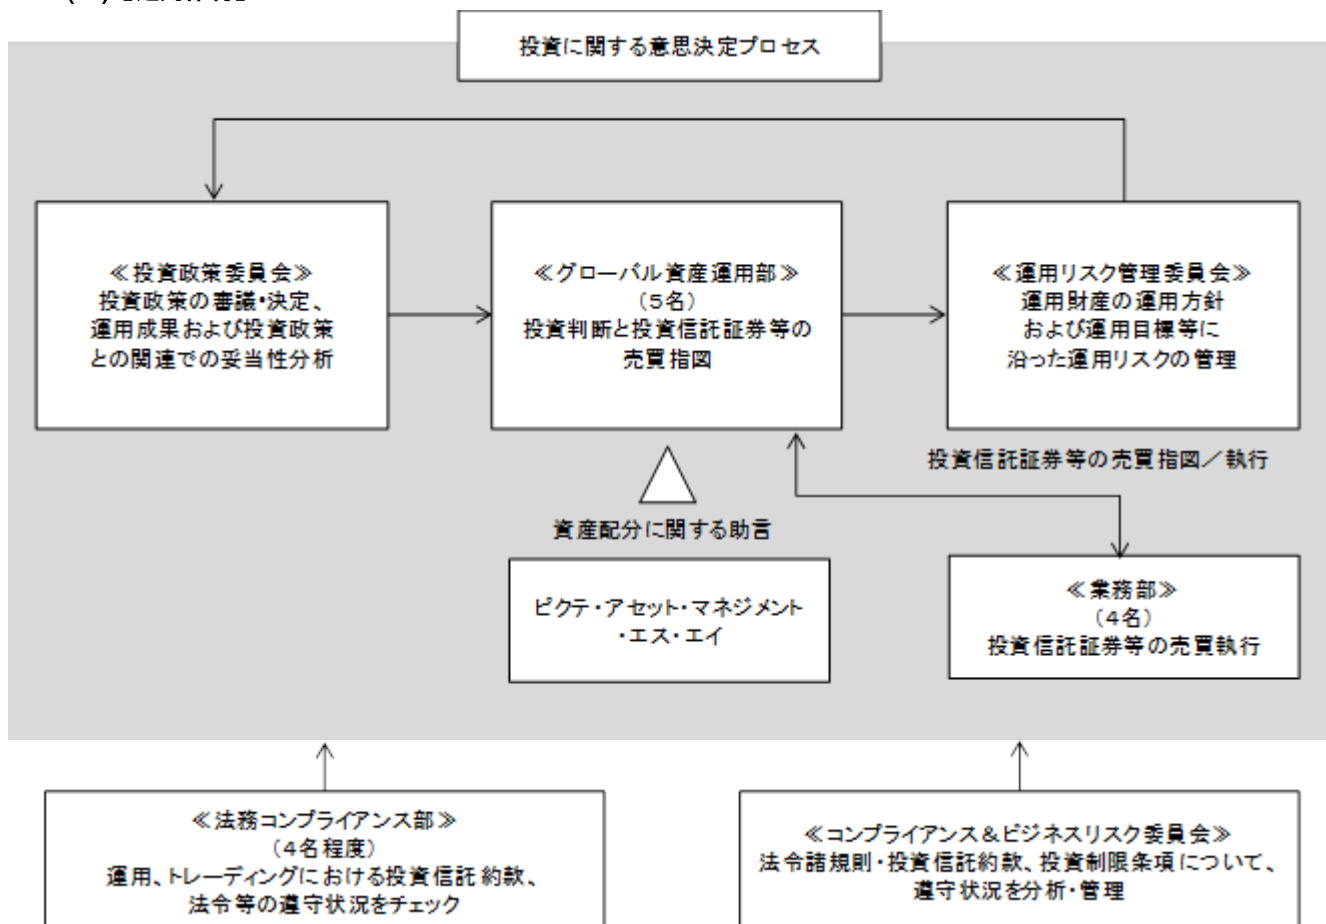 投資に関する意思決定プロセス
≪投資政策委員会≫
投資政策の審議・決定、
運用成果および投資政策
との関連での妥当性分析
≪グローバル資産運用部≫
（5名）
投資判断と投資信託証券等の
売買指図
≪運用リスク管理委員会≫
運用財産の運用方針
および運用目標等に
沿った運用リスクの管理
投資信託証券等の売買指図／執行
資産配分に関する助言
ピクテ・アセット・マネジメント
・エス・エイ
≪業務部≫
（4名）
投資信託証券等の売買執行
≪法務コンプライアンス部≫
（4名程度）
運用、トレーディングにおける投資信託約款、
法令等の遵守状況をチェック
≪コンプライアンス＆ビジネスリスク委員会≫
法令諸規則・投資信託約款、投資制限条項について、
遵守状況を分析・管理